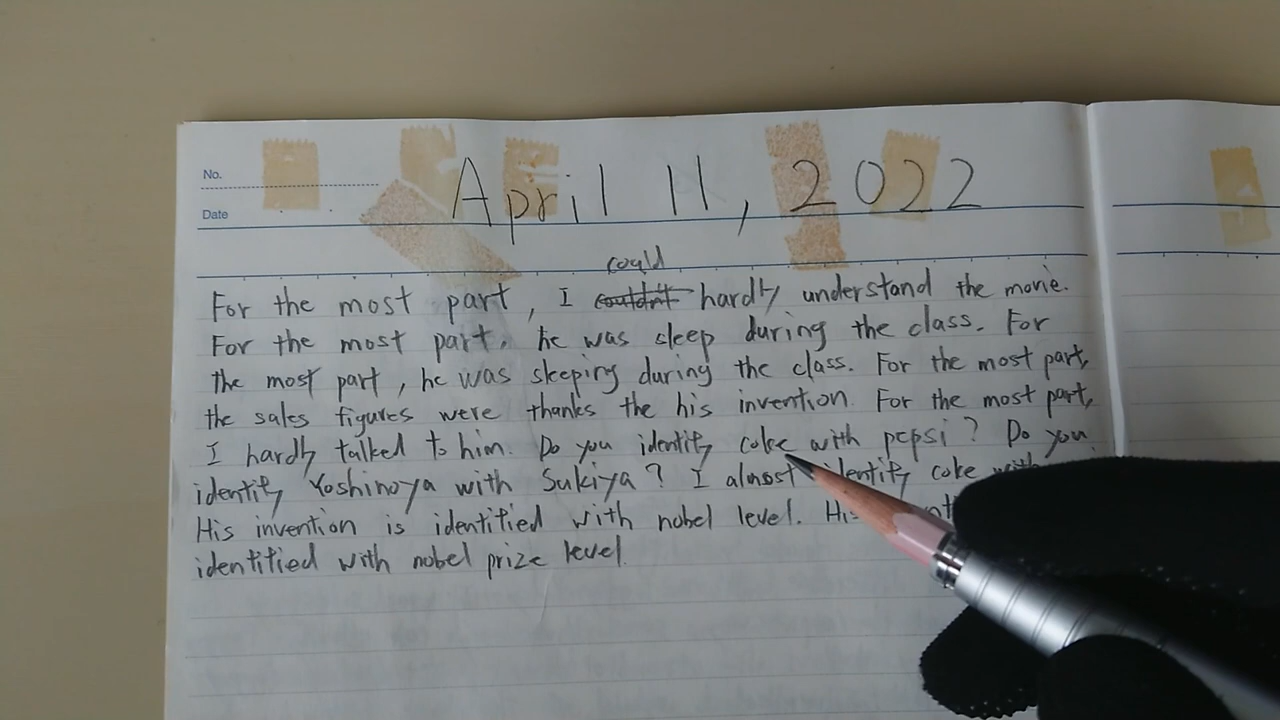 No.
Date
April 11, 2022
could
For the most part, I couldn't hardly understand the movie.
For the most part, he was sleep during the class. For
the most part, he was sleeping during the class. For the most part,
the sales figures were thanks the his invention. For the most part,
I hardly talked to him. Do you identify coke with pepsi? Do you
identify Yoshinoya with Sukiya? I almost identify coke with
His invention is identified with nobel level. His
identified with nobel prize level.